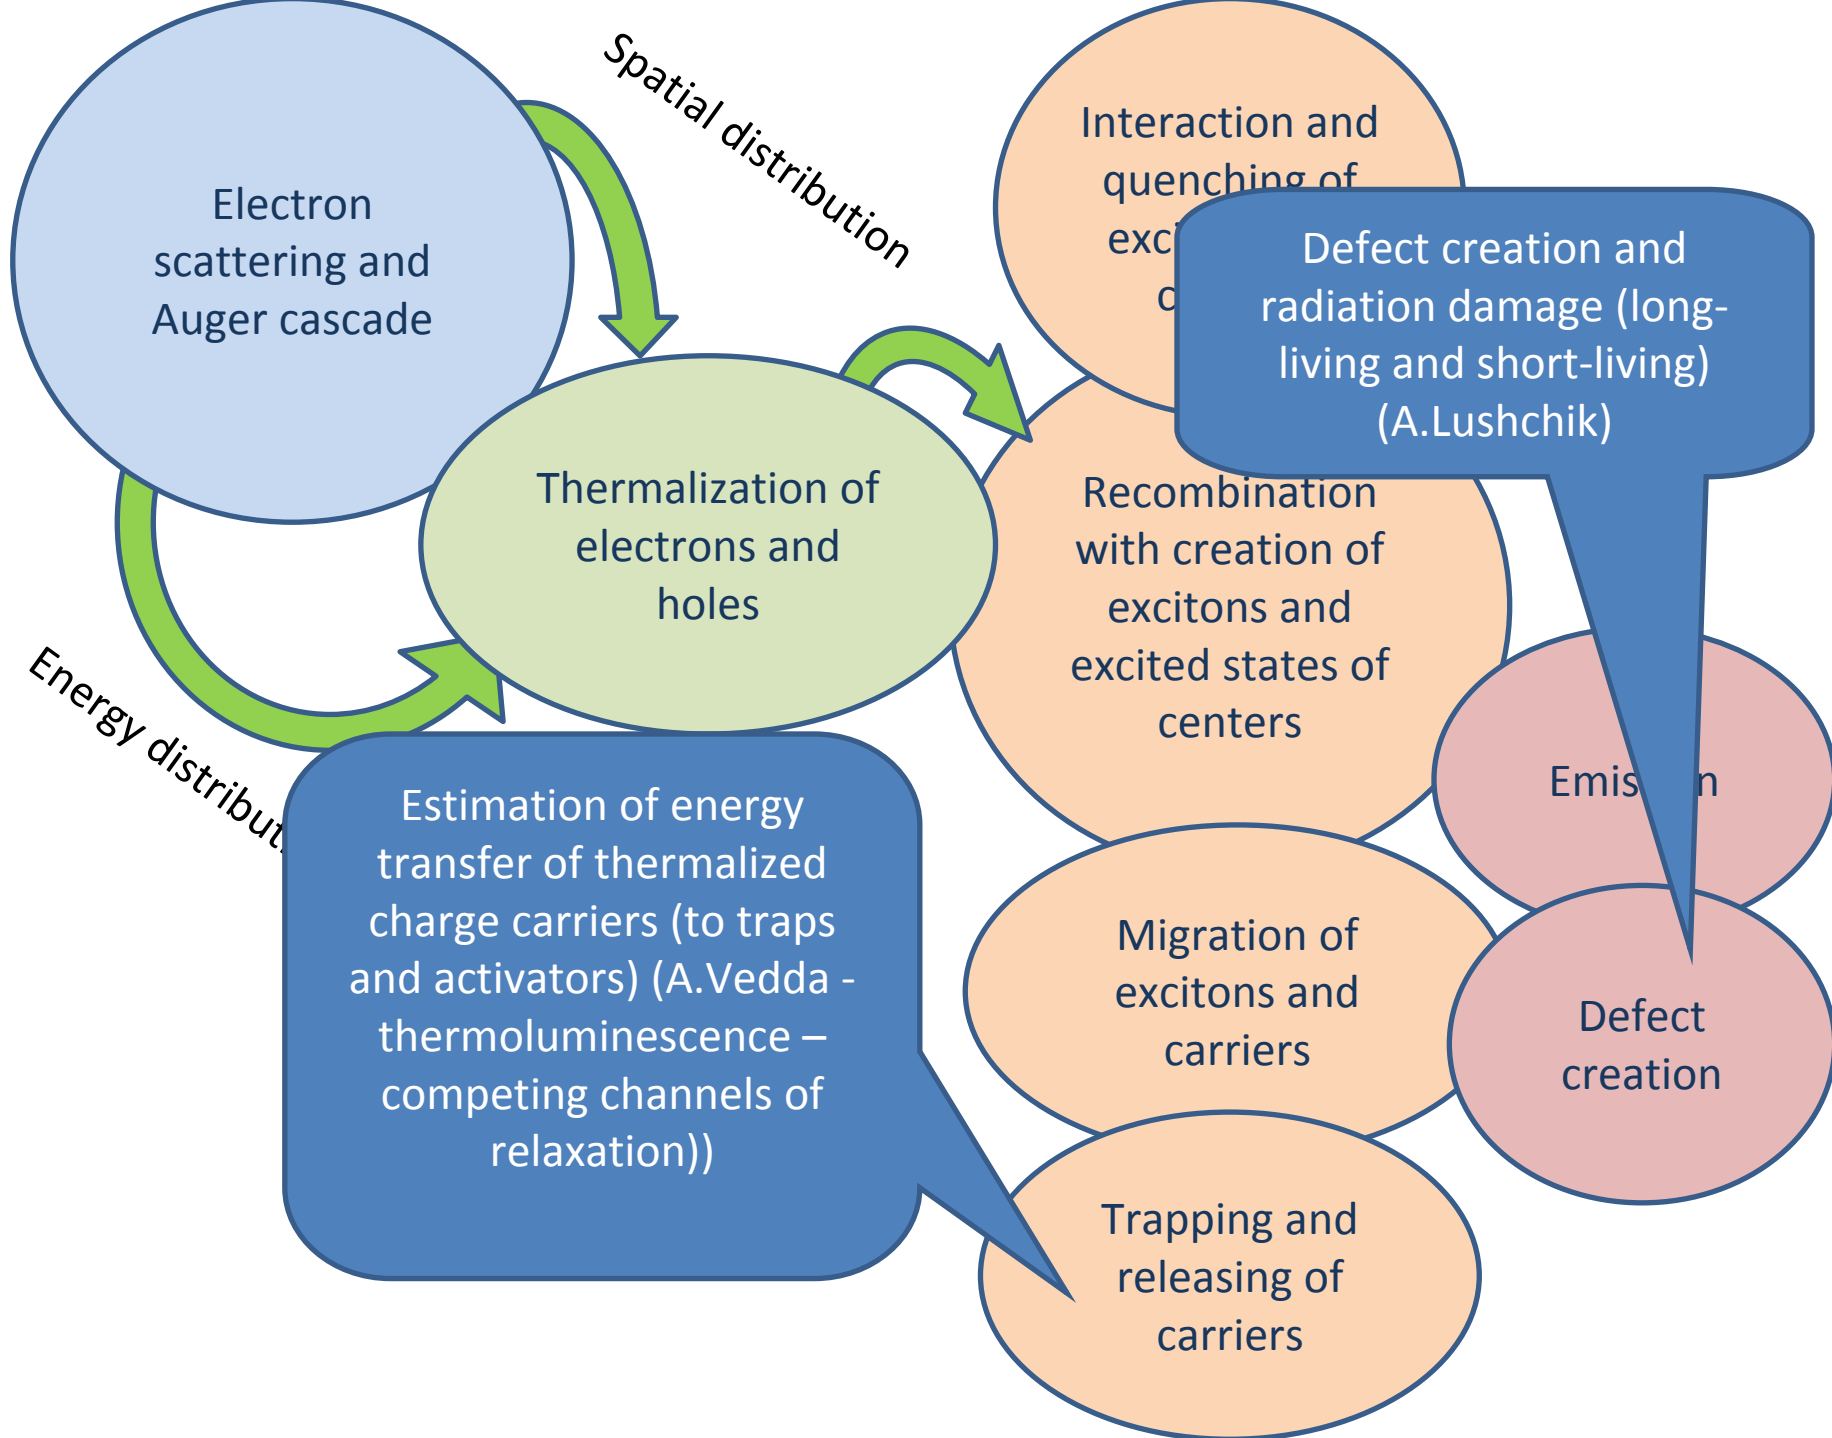 Electron
scattering and
Auger cascade
Spatial distribution
Energy
Thermalization of
electrons and
holes
Interaction and
quenching of
Defect creation and
radiation damage (long-
living and short-living)
(A.Lushchik)
Recombination
with creation of
excitons and
excited states of
centers
Estimation of energy
transfer of thermalized
charge carriers (to traps
and activators) (A.Vedda -
thermoluminescence –
competing channels of
relaxation))
Migration of
excitons and
carriers
Defect
creation
Trapping and
releasing of
carriers